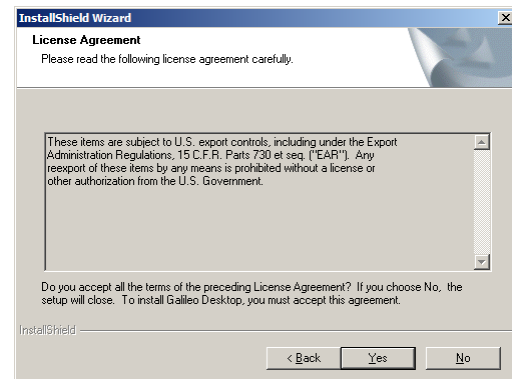 InstallShield Wizard
License Agreement
Please read the following license agreement carefully.
These items are subject to U.S. export controls, including under the Export
Administration Regulations, 15 C.F.R. Parts 730 et seq. ("EAR"). Any
reexport of these items by any means is prohibited without a license or
other authorization from the U.S. Government.
Do you accept all the terms of the preceding License Agreement? If you choose No, the
setup will close. To install Galileo Desktop, you must accept this agreement.
InstallShield
< Back Yes No